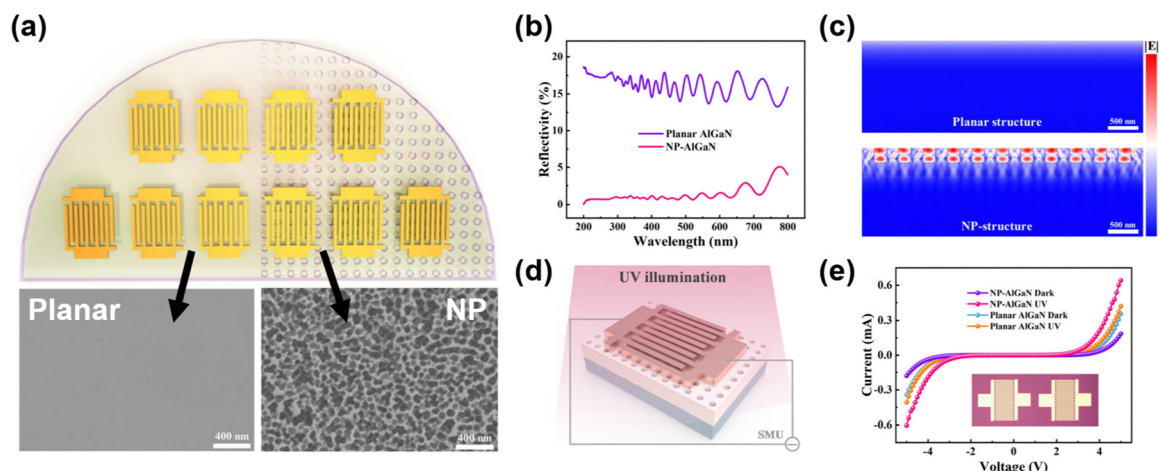 (a)
Planar
400 nm
NP
400 nm
(b)
Reflectivity (%)
20
15
10
5
0
Planar AlGaN
NP-AlGaN
200 300 400 500 600 700 800
Wavelength (nm)
(c)
Planar structure
500 nm
NP-structure
500 nm
|E|
(d)
UV illumination
SMU
(e)
Current (mA)
0.6
0.3
0.0
-0.3
-0.6
NP-AlGaN Dark
NP-AlGaN UV
Planar AlGaN Dark
Planar AlGaN UV
-4 -2 0 2 4
Voltage (V)